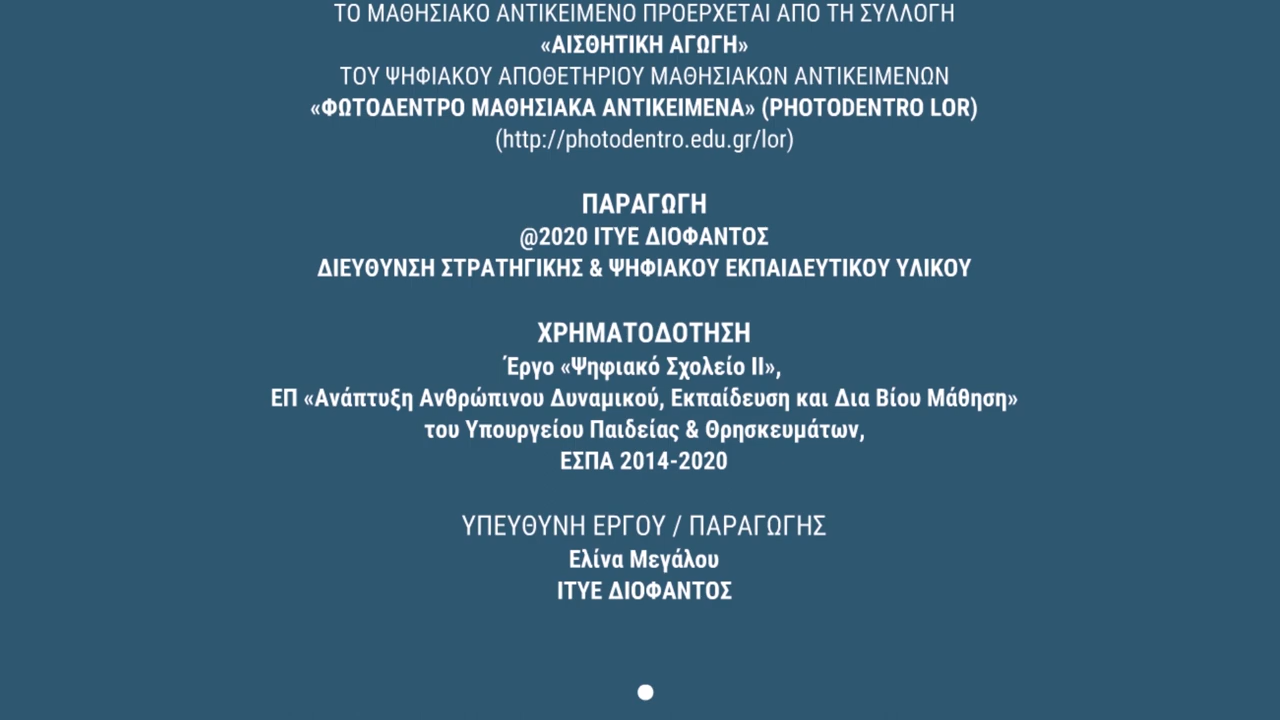 ΤΟ ΜΑΘΗΣΙΑΚΟ ΑΝΤΙΚΕΙΜΕΝΟ ΠΡΟΕΡΧΕΤΑΙ ΑΠΟ ΤΗ ΣΥΛΛΟΓΗ
«ΑΙΣΘΗΤΙΚΗ ΑΓΩΓΗ»
ΤΟΥ ΨΗΦΙΑΚΟΥ ΑΠΟΘΕΤΗΡΙΟΥ ΜΑΘΗΣΙΑΚΩΝ ΑΝΤΙΚΕΙΜΕΝΩΝ
«ΦΩΤΟΔΕΝΤΡΟ ΜΑΘΗΣΙΑΚΑ ΑΝΤΙΚΕΙΜΕΝΑ» (PHOTODENTRO LOR)
(http://photodentro.edu.gr/lor)
ΠΑΡΑΓΩΓΗ
@2020 ΙΤΥΕ ΔΙΟΦΑΝΤΟΣ
ΔΙΕΥΘΥΝΣΗ ΣΤΡΑΤΗΓΙΚΗΣ & ΨΗΦΙΑΚΟΥ ΕΚΠΑΙΔΕΥΤΙΚΟΥ ΥΛΙΚΟΥ
ΧΡΗΜΑΤΟΔΟΤΗΣΗ
Έργο «Ψηφιακό Σχολείο ΙΙ»,
ΕΠ «Ανάπτυξη Ανθρώπινου Δυναμικού, Εκπαίδευση και Δια Βίου Μάθηση»
του Υπουργείου Παιδείας & Θρησκευμάτων,
ΕΣΠΑ 2014-2020
ΥΠΕΥΘΥΝΗ ΕΡΓΟΥ / ΠΑΡΑΓΩΓΗΣ
Ελίνα Μεγάλου
ΙΤΥΕ ΔΙΟΦΑΝΤΟΣ